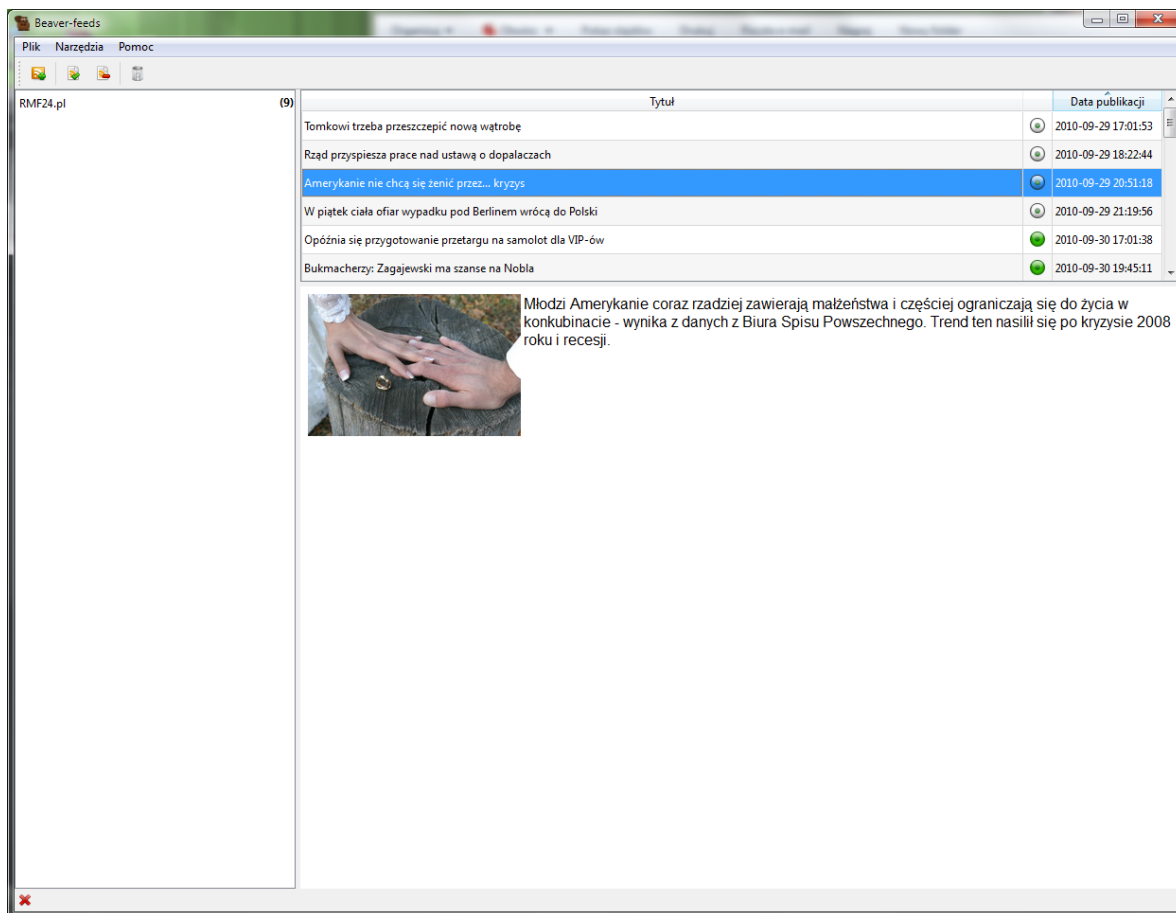 Beaver-feeds
Plik Narzędzia Pomoc
RMF24.pl (9)
Tytuł Data publikacji
Tomkowi trzeba przeszczepić nową wątrobę 2010-09-29 17:01:53
Rząd przyspiesza prace nad ustawą o dopalaczach 2010-09-29 18:22:44
Amerykanie nie chcą się żenić przez... kryzys 2010-09-29 20:51:18
W piątek ciała ofiar wypadku pod Berlinem wrócą do Polski 2010-09-29 21:19:56
Opóźnia się przygotowanie przetargu na samolot dla VIP-ów 2010-09-30 17:01:38
Bukmacherzy: Zagajewski ma szanse na Nobla 2010-09-30 19:45:11
Młodzi Amerykanie coraz rzadziej zawierają małżeństwa i częściej ograniczają się do życia w
konkubinacie - wynika z danych z Biura Spisu Powszechnego. Trend ten nasilił się po kryzysie 2008
roku i recesji.